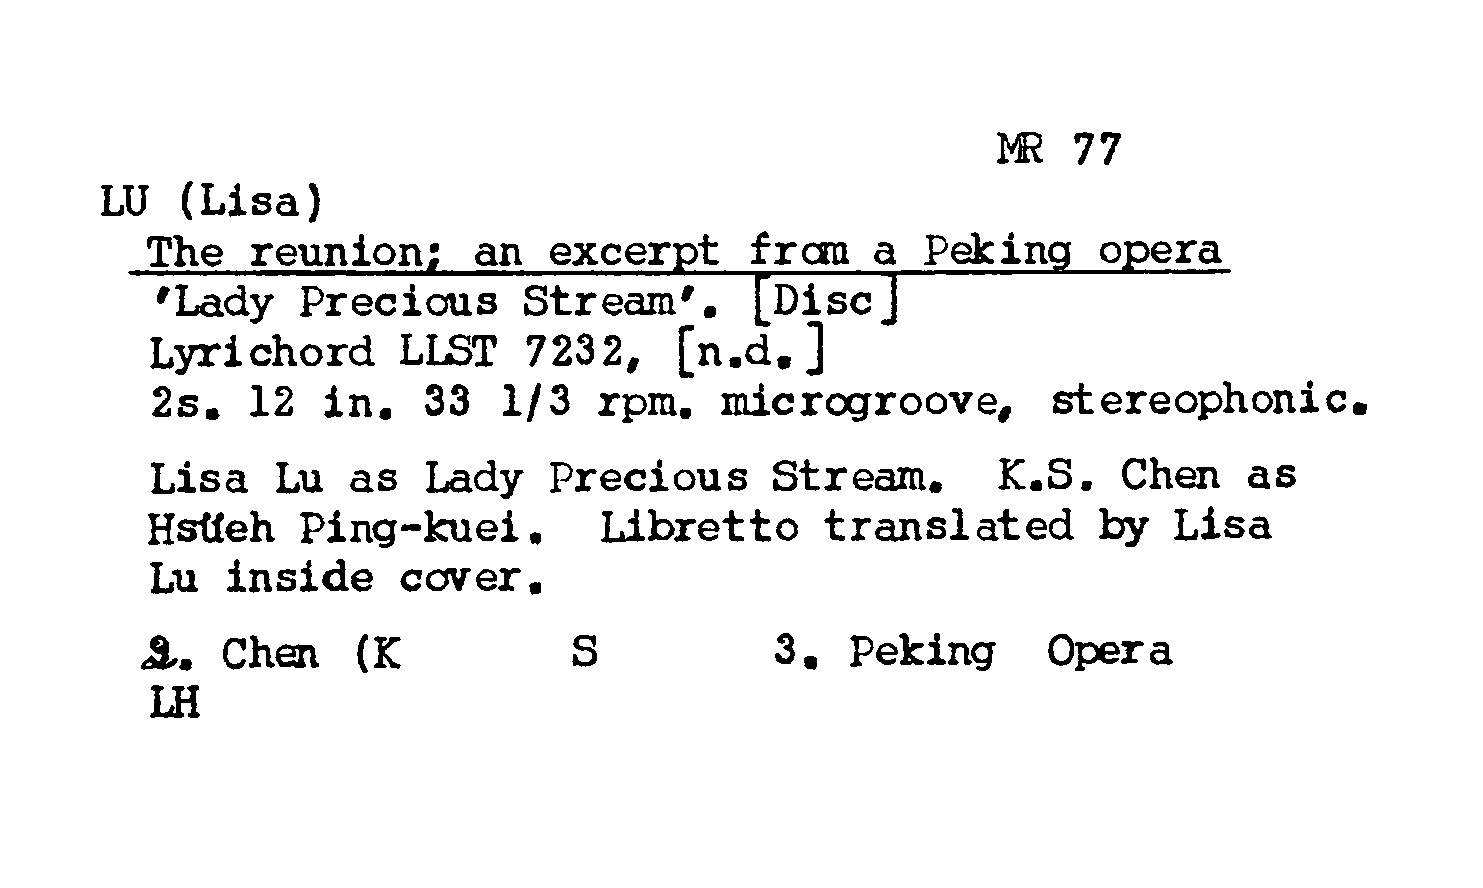 MR 77
LU (Lisa)
The reunion; an excerpt from a Peking opera
'Lady Precious Stream'. [Disc]
Lyrichord LLST 7232, [n.d.]
2s. 12 in. 33 1/3 rpm. microgroove, stereophonic.
Lisa Lu as Lady Precious Stream. K.S. Chen as
Hsüeh Ping-kuei. Libretto translated by Lisa
Lu inside cover.
2. Chen (K S 3. Peking Opera
LH